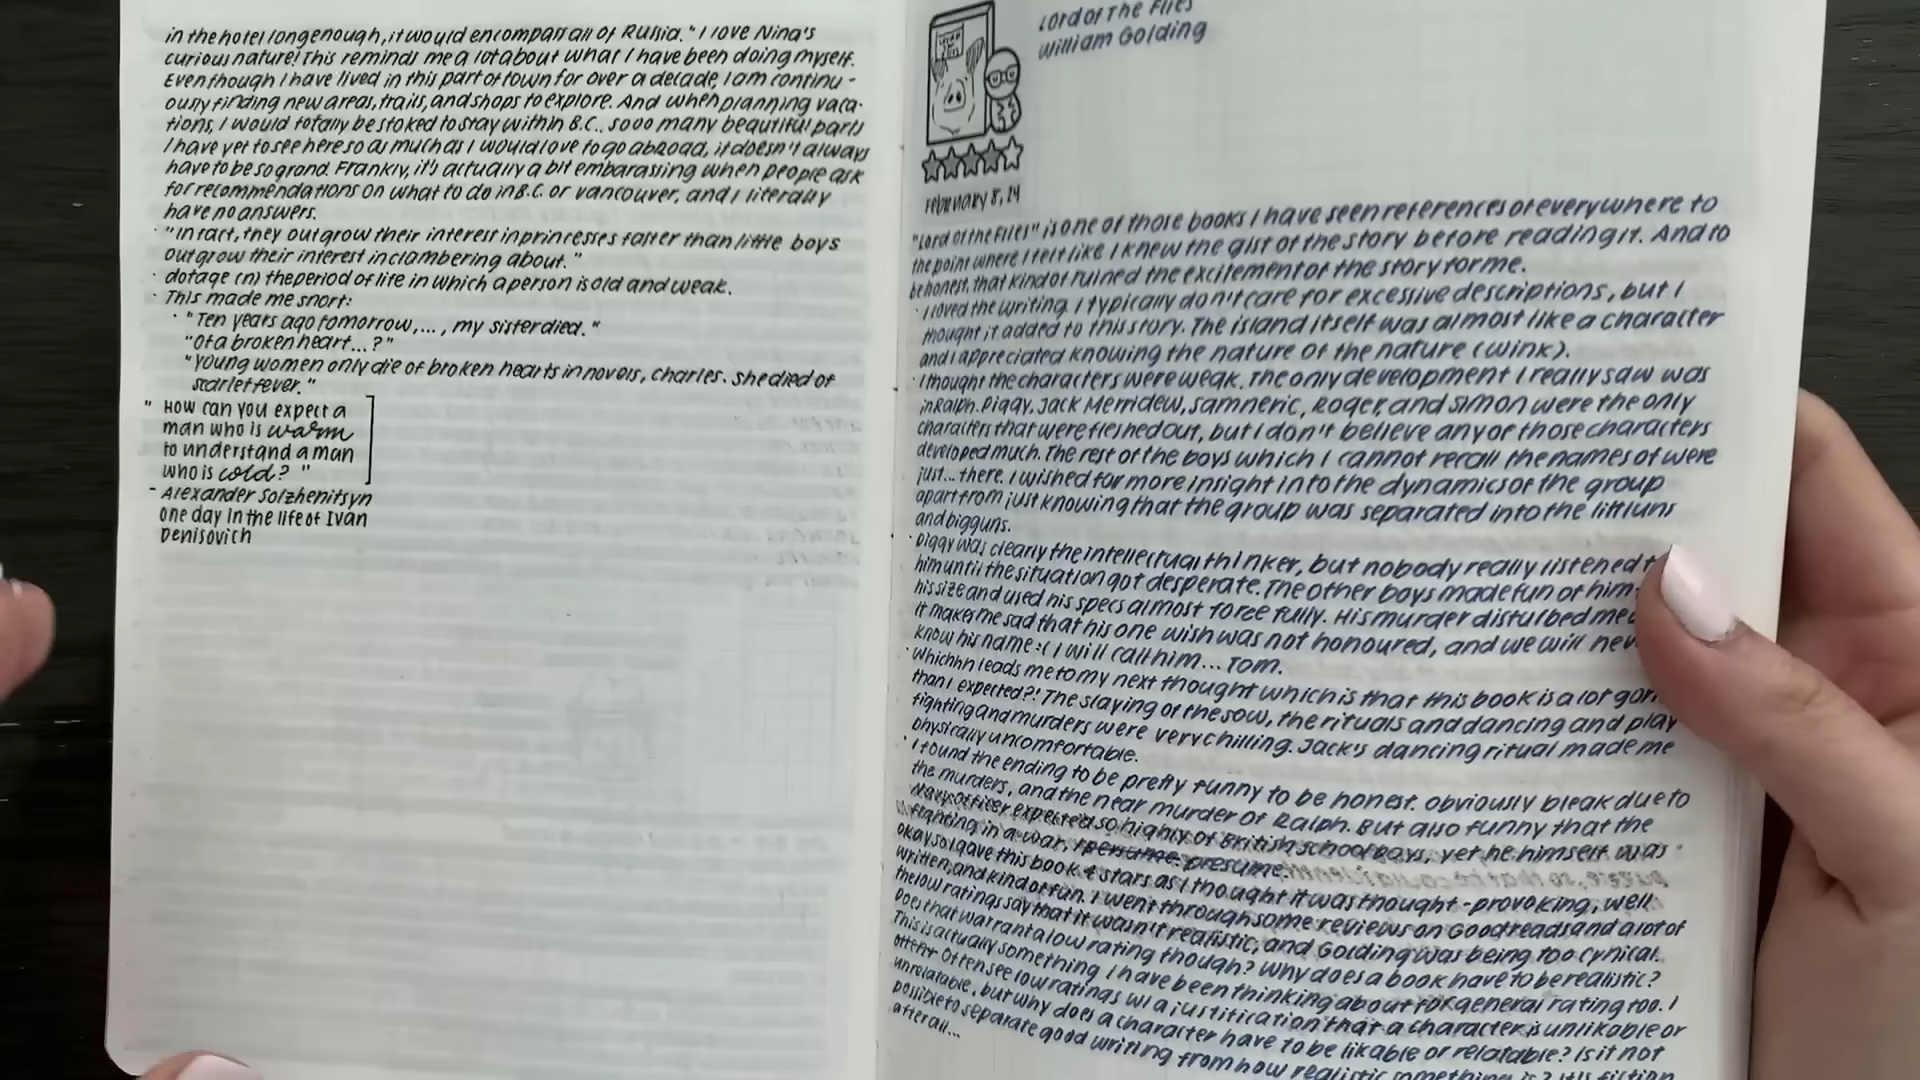 in the hotel long enough, it would encompass all of Russia." I love Nina's
curious nature! This reminds me a lot about what I have been doing myself.
Even though I have lived in this part of town for over a decade, I am continu-
ously finding new areas, trails, and shops to explore. And when planning vaca-
tions, I would totally be stoked to stay within B.C., sooo many beautiful parts
I have yet to see here so as much as I would love to go abroad, it doesn't always
have to be so grand. Frankly, it's actually a bit embarassing when people ask
for recommendations on what to do in B.C. or Vancouver, and I literally
have no answers.
· "In fact, they outgrow their interest in princesses faster than little boys
outgrow their interest in clambering about."
· dotage (n) the period of life in which a person is old and weak.
· This made me snort:
· "Ten years ago tomorrow,..., my sister died."
"Of a broken heart...?"
"Young women only die of broken hearts in novels, Charles. She died of
scarlet fever."
" How can you expect a
man who is warm
to understand a man
who is cold? "
- Alexander Solzhenitsyn
One day in the life of Ivan
Denisovich
Lord of The Flies
William Golding
February 8, 24
"Lord of the Flies" is one of those books I have seen references of everywhere to
the point where I felt like I knew the gist of the story before reading it. And to
be honest, that kind of ruined the excitement of the story for me.
· I loved the writing. I typically don't care for excessive descriptions, but I
thought it added to this story. The island itself was almost like a character
and I appreciated knowing the nature of the nature (wink).
· I thought the characters were weak. The only development I really saw was
in Ralph. Piggy, Jack Merridew, Samneric, Roger, and Simon were the only
characters that were fleshed out, but I don't believe any of those characters
developed much. The rest of the boys which I cannot recall the names of were
just... there. I wished for more insight into the dynamics of the group
apart from just knowing that the group was separated into the littluns
and bigguns.
· Piggy was clearly the intellectual thinker, but nobody really listened t
him until the situation got desperate. The other boys made fun of him
his size and used his specs almost forcefully. His murder disturbed me
it makes me sad that his one wish was not honoured, and we will nev
know his name :( I will call him... Tom.
· Whichhh leads me to my next thought which is that this book is a lot gor
than I expected?! The slaying of the sow, the rituals and dancing and play
fighting and murders were very chilling. Jack's dancing ritual made me
physically uncomfortable.
· I found the ending to be pretty funny to be honest. Obviously bleak due to
the murders, and the near murder of Ralph. But also funny that the
Navy officer expected so highly of British school boys, yet he himself was
fighting in a war, I persume presume.
okay so I gave this book 4 stars as I thought it was thought-provoking, well
written, and kind of fun. I went through some reviews on Goodreads and a lot of
the low ratings say that it wasn't realistic, and Golding was being too cynical.
Does that warrant a low rating though? Why does a book have to be realistic?
This is actually something I have been thinking about for general rating too. I
often see low ratings w/ a justification that a character is unlikable or
unrelatable, but why does a character have to be likable or relatable? Is it not
possible to separate good writing from how realistic something is? It is fiction
after all...